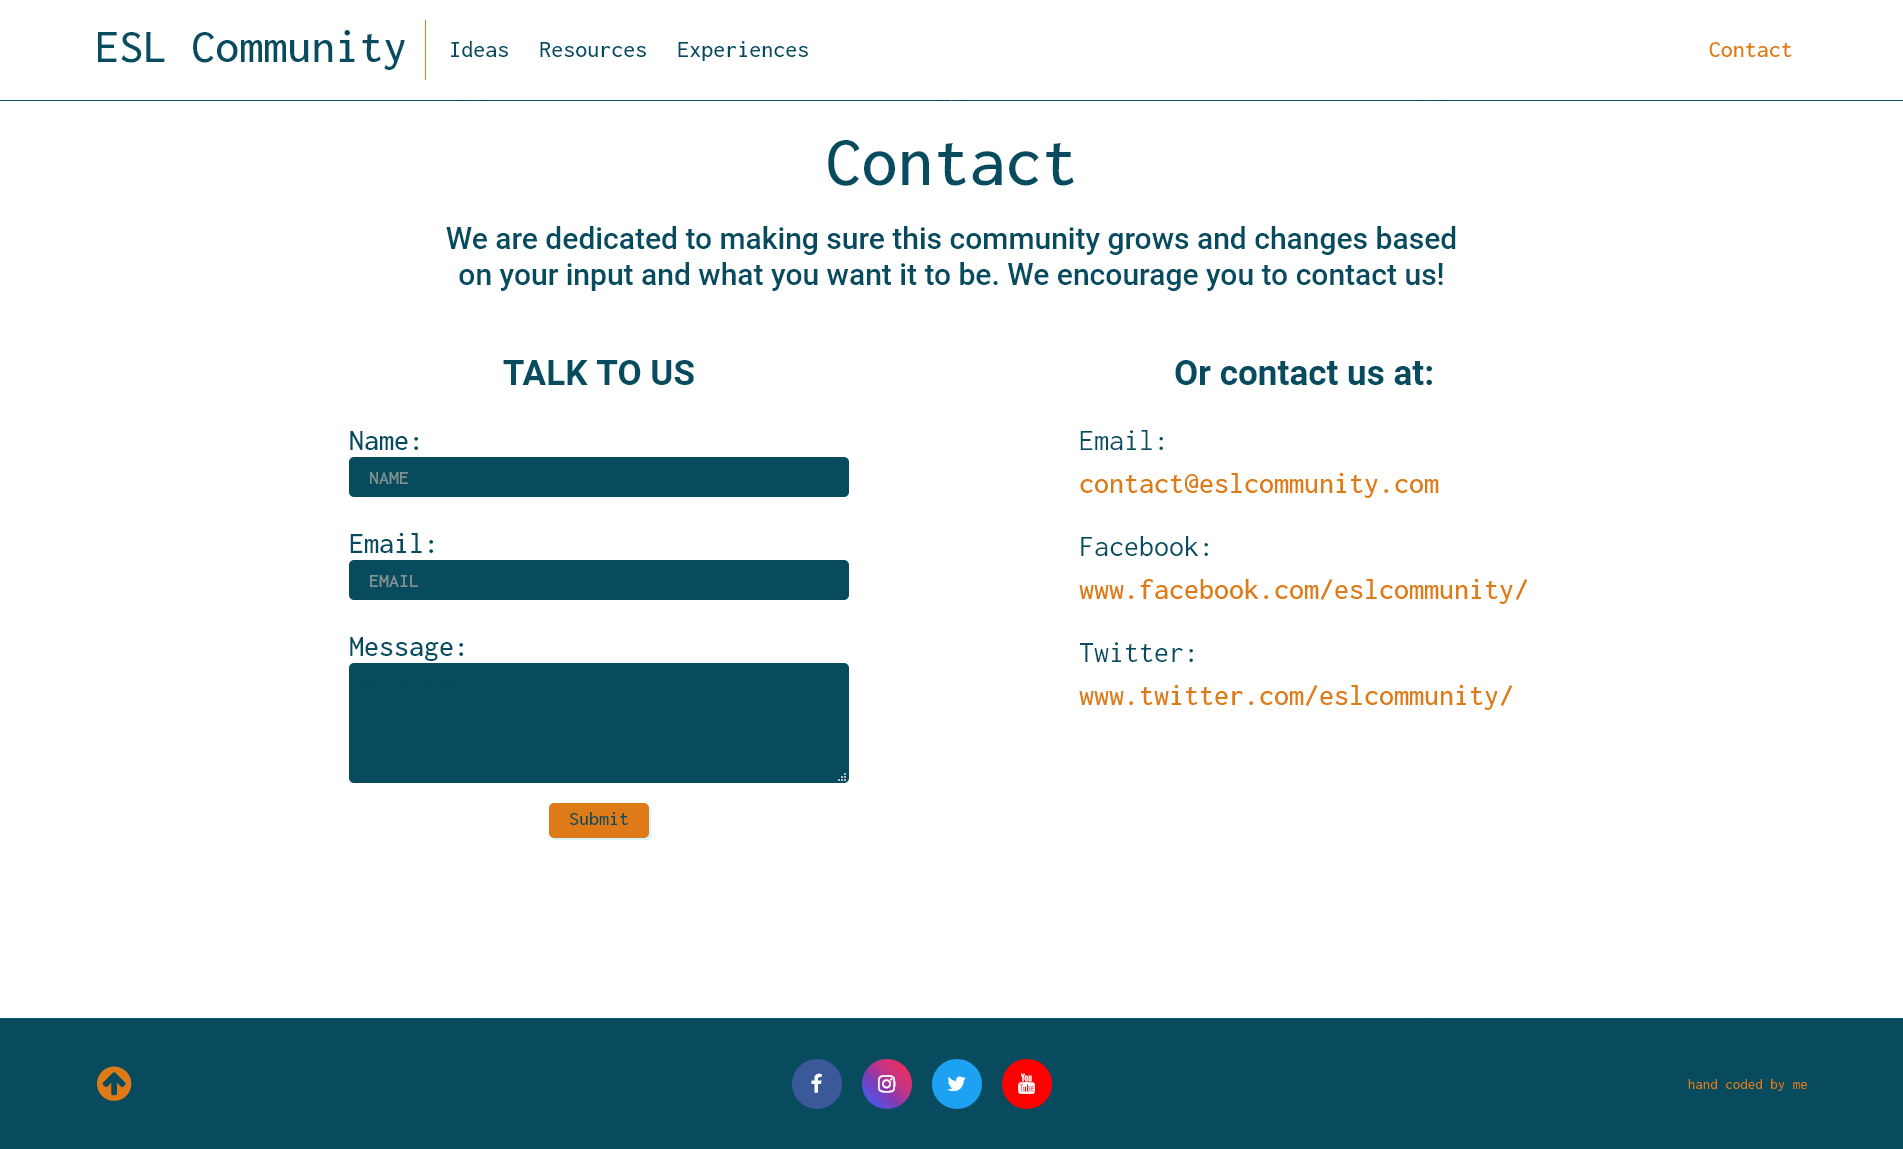 ESL Community
Ideas
Resources
Experiences
Contact
Contact
We are dedicated to making sure this community grows and changes based
on your input and what you want it to be. We encourage you to contact us!
TALK TO US
Name:
NAME
Email:
EMAIL
Message:
Submit
Or contact us at:
Email:
contact@eslcommunity.com
Facebook:
www.facebook.com/eslcommunity/
Twitter:
www.twitter.com/eslcommunity/
You
Tube
hand coded by me